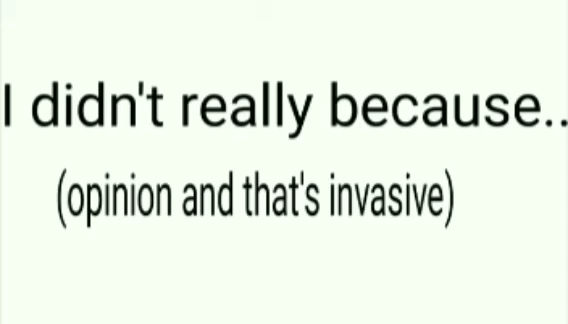 I didn't really because..
(opinion and that's invasive)